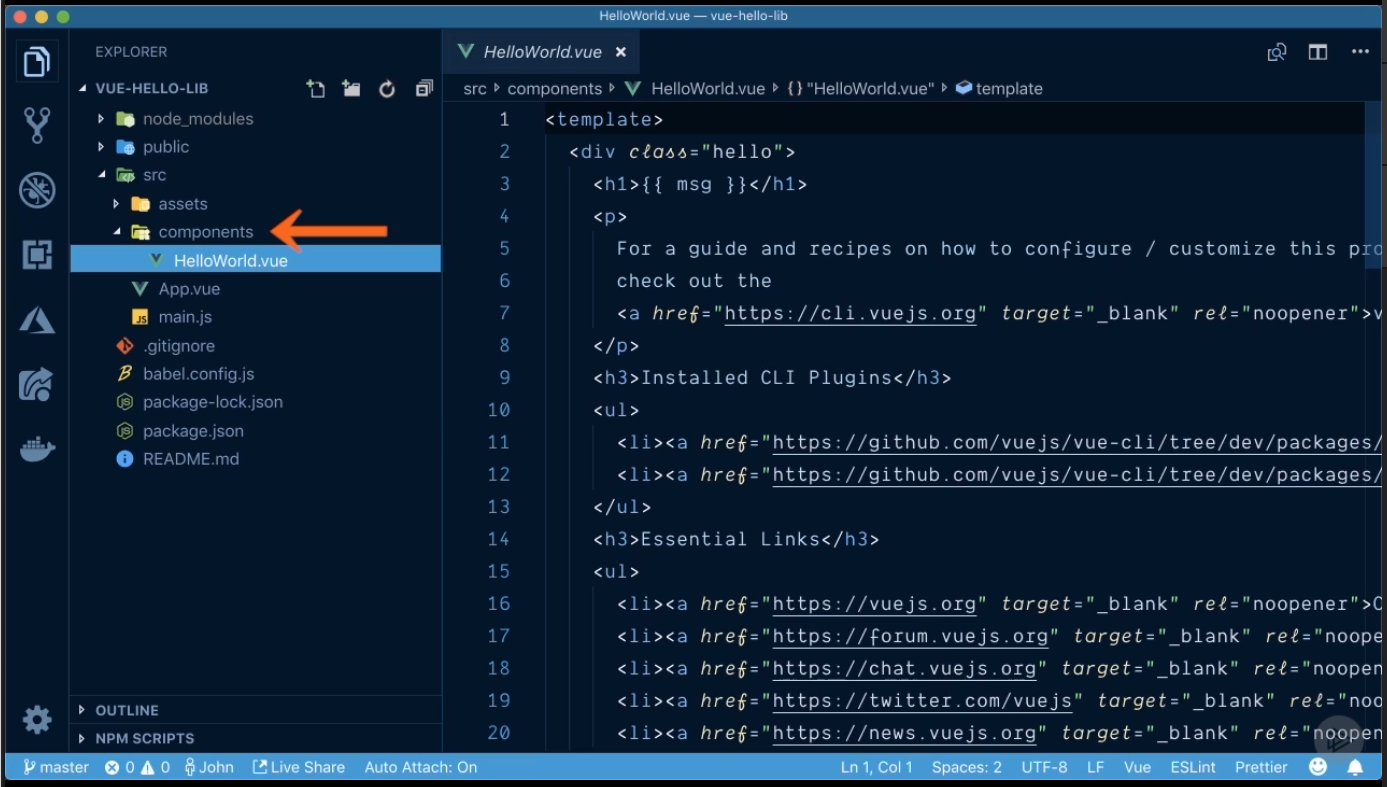 HelloWorld.vue — vue-hello-lib
EXPLORER
VUE-HELLO-LIB
node_modules
public
src
assets
components
HelloWorld.vue
App.vue
main.js
.gitignore
babel.config.js
package-lock.json
package.json
README.md
OUTLINE
NPM SCRIPTS
HelloWorld.vue ×
src components HelloWorld.vue {} "HelloWorld.vue" template
1 <template>
2 <div class="hello">
3 <h1>{{ msg }}</h1>
4 <p>
5 For a guide and recipes on how to configure / customize this pro
6 check out the
7 <a href="https://cli.vuejs.org" target="_blank" rel="noopener">v
8 </p>
9 <h3>Installed CLI Plugins</h3>
10 <ul>
11 <li><a href="https://github.com/vuejs/vue-cli/tree/dev/packages/
12 <li><a href="https://github.com/vuejs/vue-cli/tree/dev/packages/
13 </ul>
14 <h3>Essential Links</h3>
15 <ul>
16 <li><a href="https://vuejs.org" target="_blank" rel="noopener">C
17 <li><a href="https://forum.vuejs.org" target="_blank" rel="noope
18 <li><a href="https://chat.vuejs.org" target="_blank" rel="noopen
19 <li><a href="https://twitter.com/vuejs" target="_blank" rel="noo
20 <li><a href="https://news.vuejs.org" target="_blank" rel="noopen
master 0 0 John Live Share Auto Attach: On Ln 1, Col 1 Spaces: 2 UTF-8 LF Vue ESLint Prettier